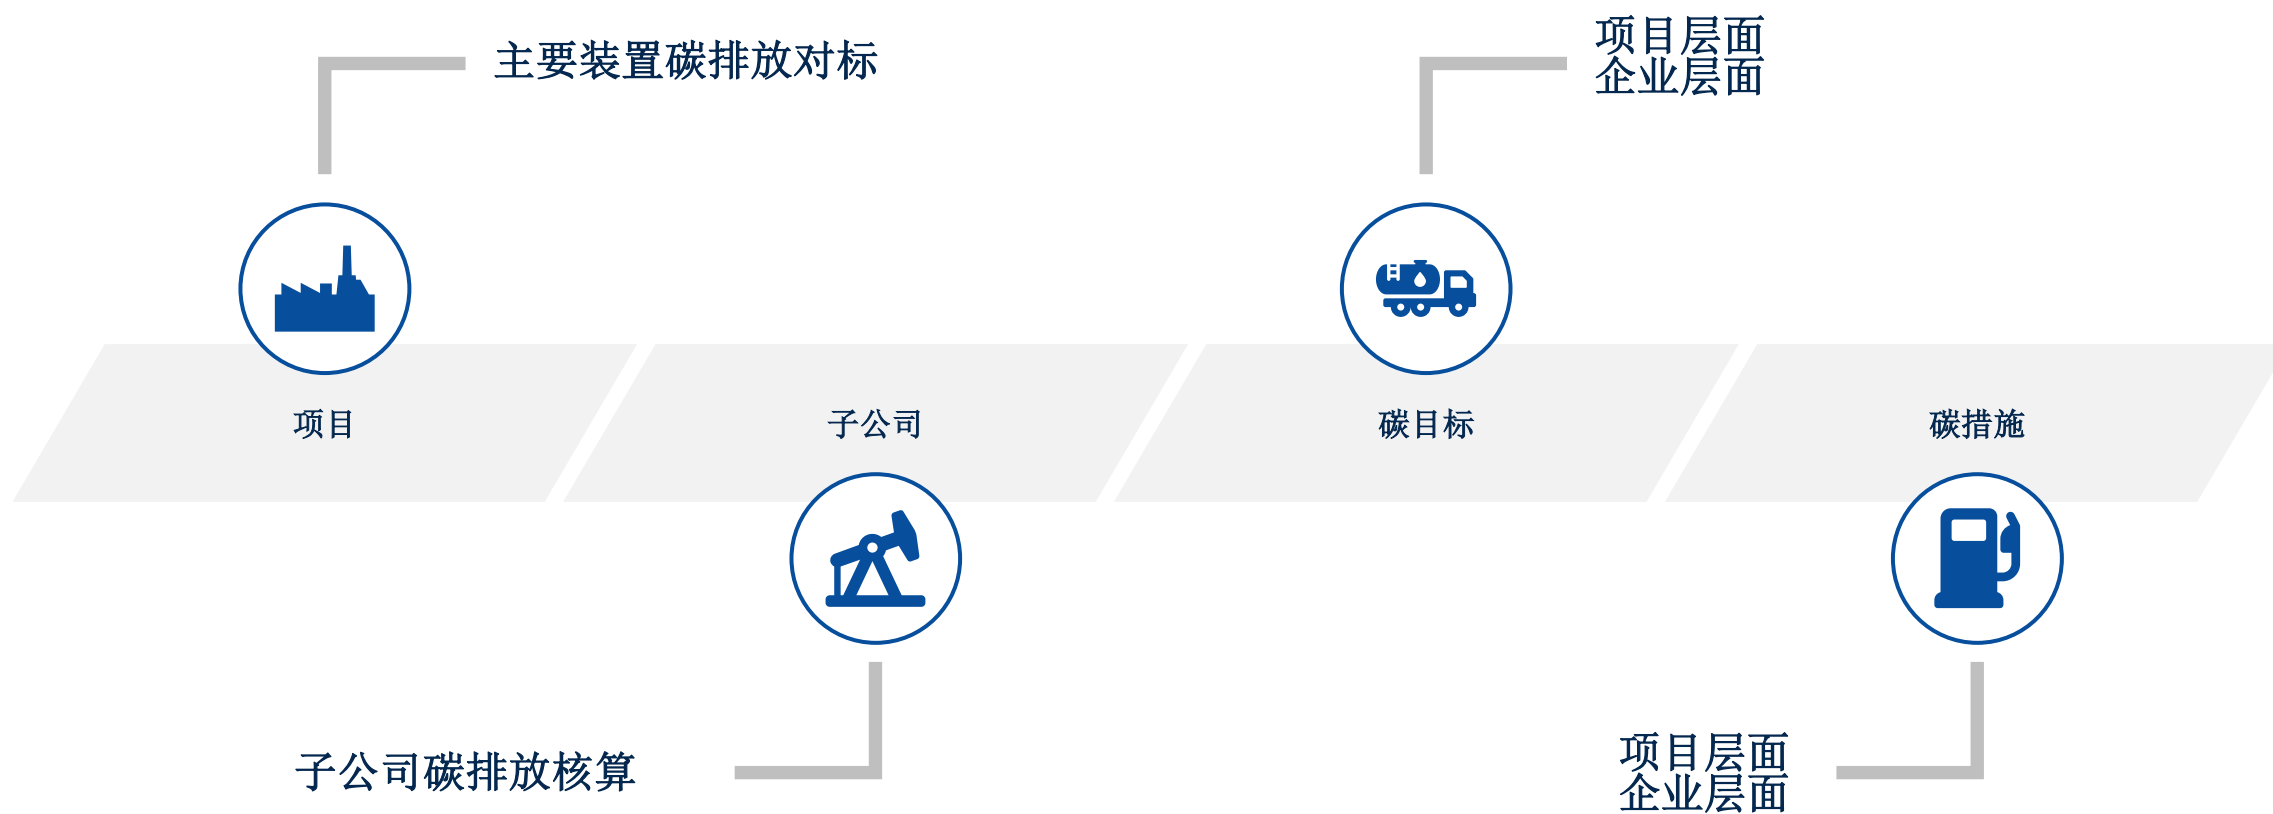 主要装置碳排放对标
项目层面
企业层面
项目
子公司
碳目标
碳措施
子公司碳排放核算
项目层面
企业层面